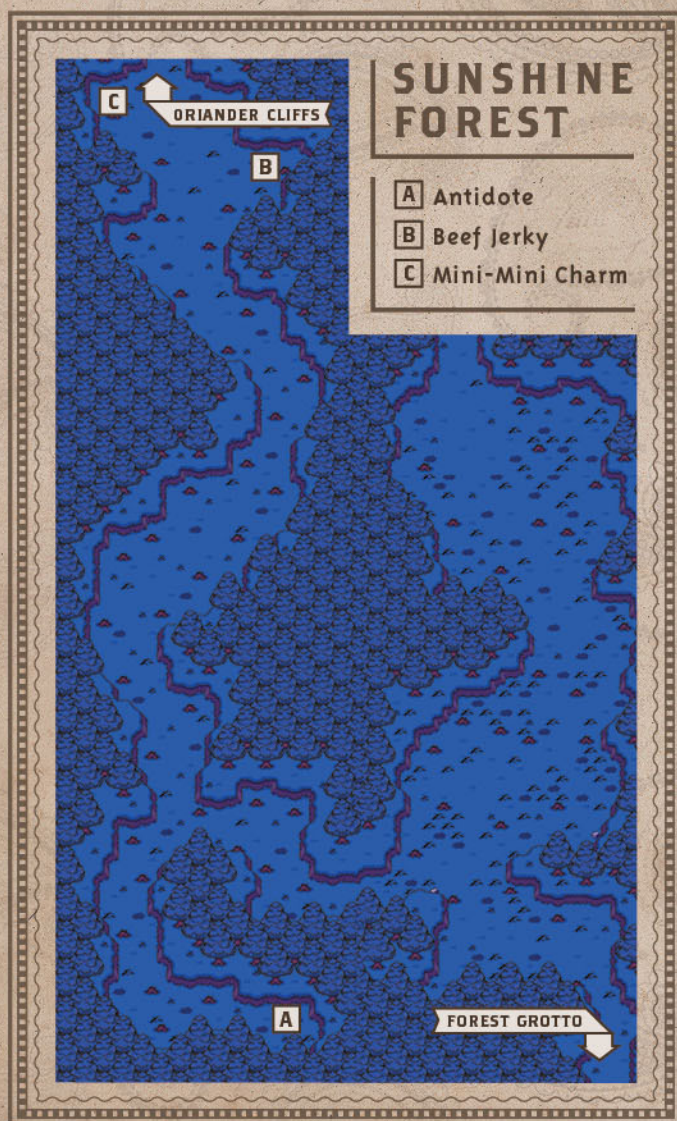 SUNSHINE
FOREST
A Antidote
B Beef Jerky
C Mini-Mini Charm
C
ORIANDER CLIFFS
B
A
FOREST GROTTO